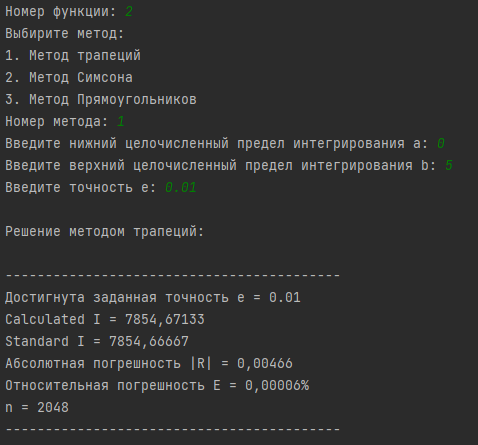 Номер функции: 2
Выбирите метод:
1. Метод трапеций
2. Метод Симсона
3. Метод Прямоугольников
Номер метода: 1
Введите нижний целочисленный предел интегрирования a: 0
Введите верхний целочисленный предел интегрирования b: 5
Введите точность e: 0.01
Решение методом трапеций:
------------------------------------------
Достигнута заданная точность e = 0.01
Calculated I = 7854,67133
Standard I = 7854,66667
Абсолютная погрешность |R| = 0,00466
Относительная погрешность E = 0,00006%
n = 2048
------------------------------------------